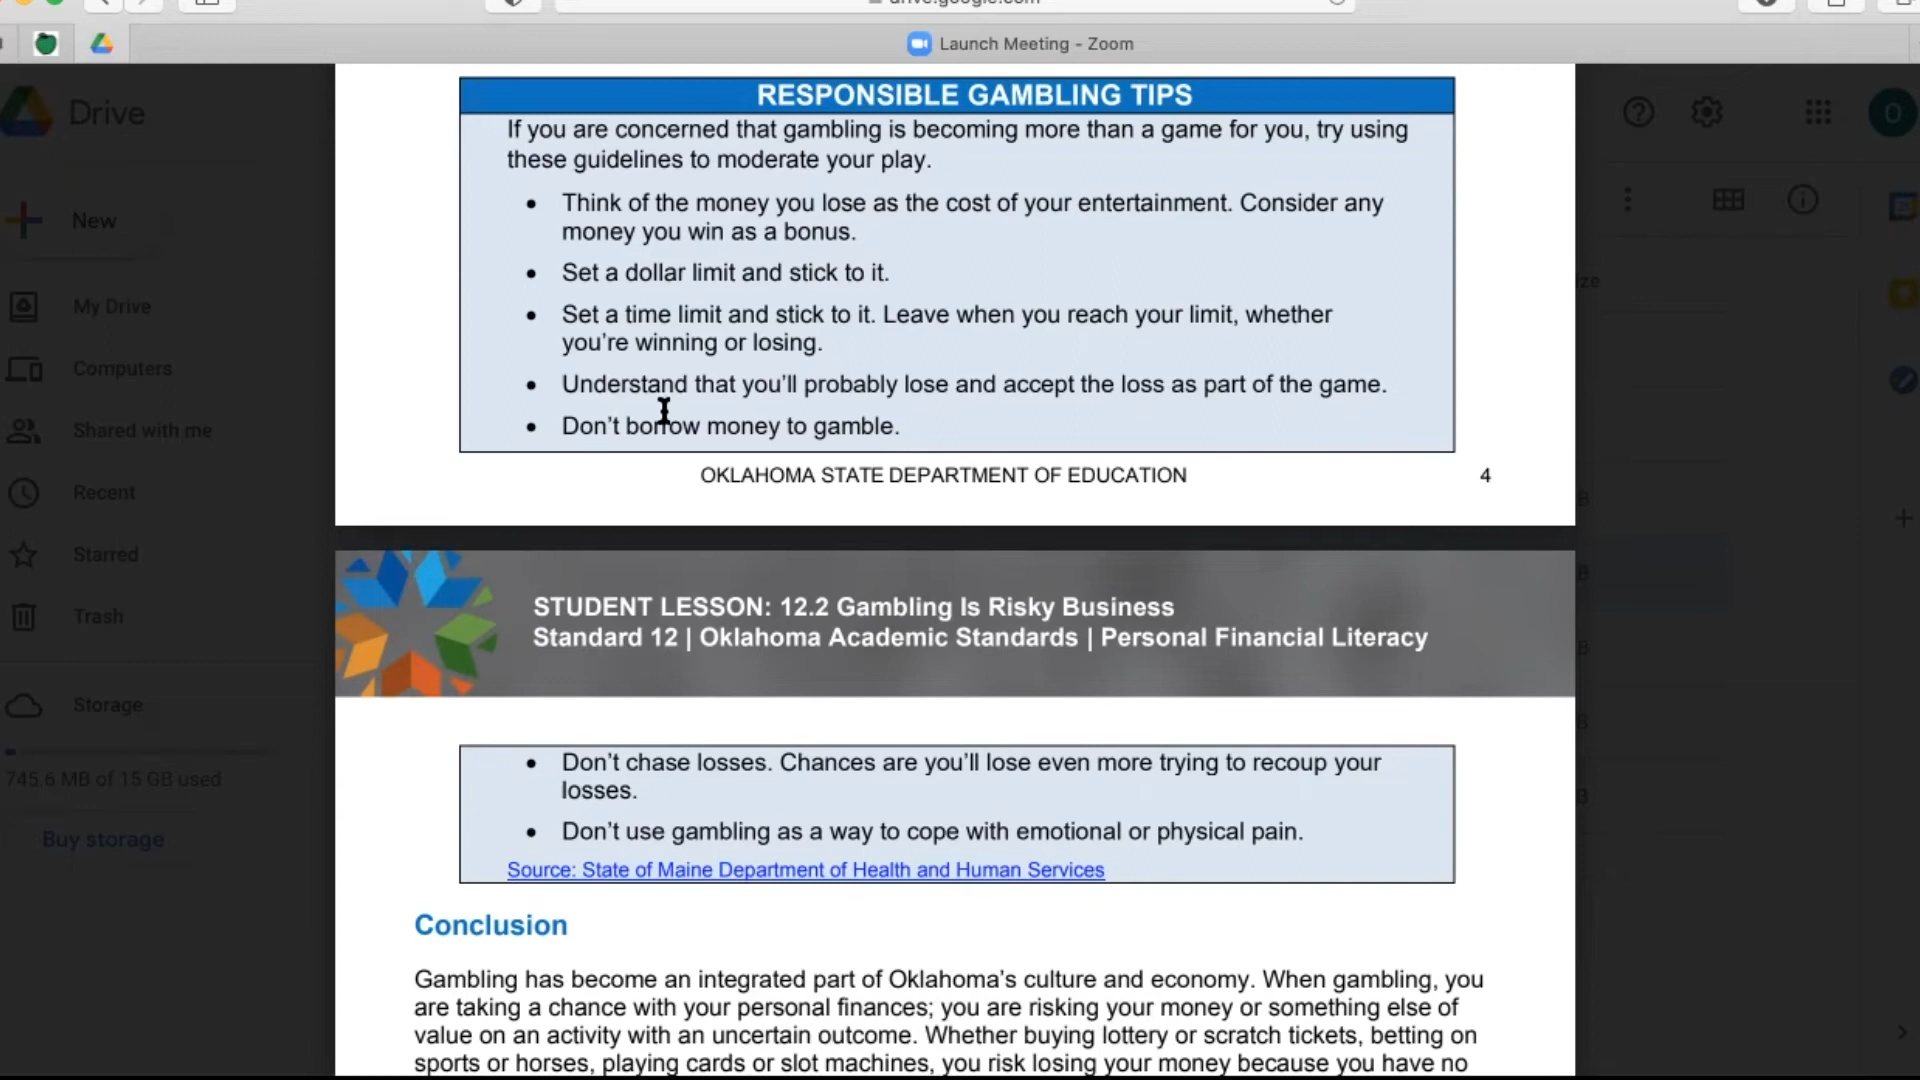 drive.google.com
Launch Meeting - Zoom
Drive
New
My Drive
Computers
Shared with me
Recent
Starred
Trash
Storage
745.6 MB of 15 GB used
Buy storage
O
RESPONSIBLE GAMBLING TIPS
If you are concerned that gambling is becoming more than a game for you, try using
these guidelines to moderate your play.
• Think of the money you lose as the cost of your entertainment. Consider any
money you win as a bonus.
• Set a dollar limit and stick to it.
• Set a time limit and stick to it. Leave when you reach your limit, whether
you’re winning or losing.
• Understand that you’ll probably lose and accept the loss as part of the game.
• Don’t borrow money to gamble.
OKLAHOMA STATE DEPARTMENT OF EDUCATION 4
STUDENT LESSON: 12.2 Gambling Is Risky Business
Standard 12 | Oklahoma Academic Standards | Personal Financial Literacy
• Don’t chase losses. Chances are you’ll lose even more trying to recoup your
losses.
• Don’t use gambling as a way to cope with emotional or physical pain.
Source: State of Maine Department of Health and Human Services
Conclusion
Gambling has become an integrated part of Oklahoma’s culture and economy. When gambling, you
are taking a chance with your personal finances; you are risking your money or something else of
value on an activity with an uncertain outcome. Whether buying lottery or scratch tickets, betting on
sports or horses, playing cards or slot machines, you risk losing your money because you have no